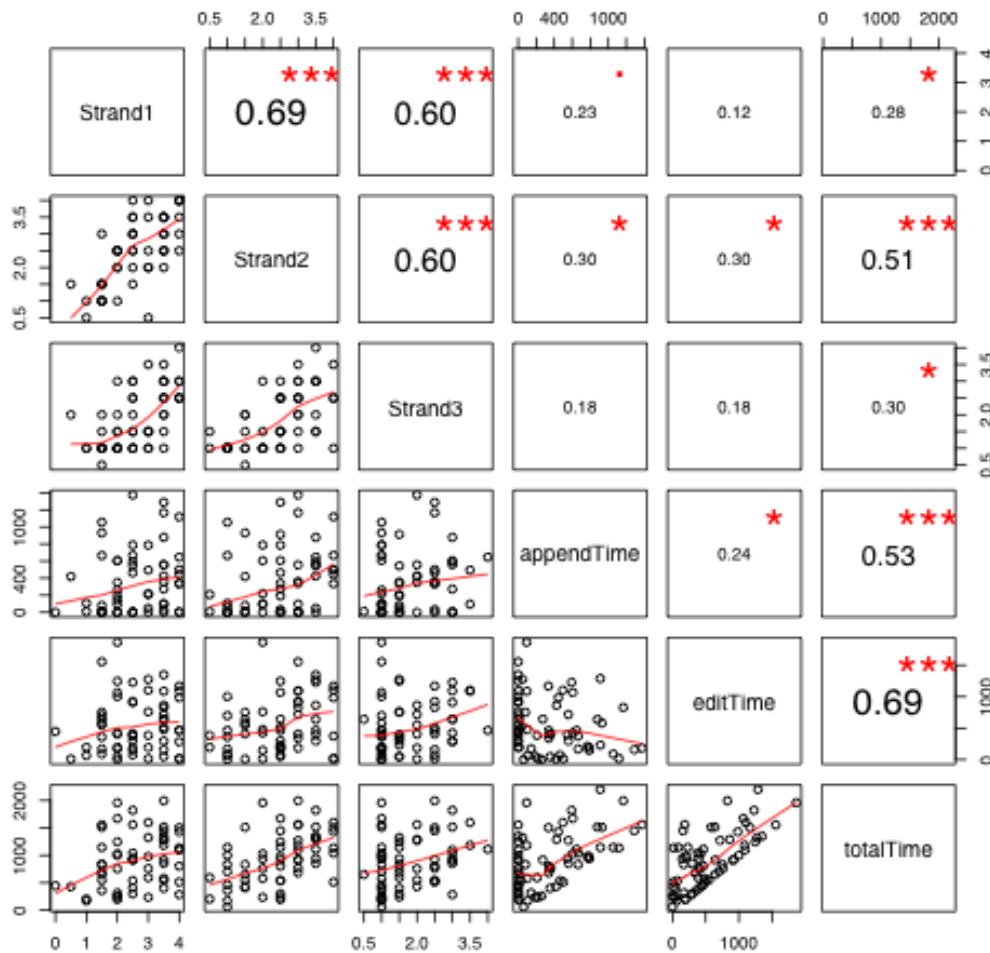 0.5 2.0 3.5 0 400 1000 0 1000 2000
Strand1 0.69 *** 0.60 *** 0.23 . 0.12 0.28 * 0 1 2 3 4
0.5 2.0 3.5 Strand2 0.60 *** 0.30 * 0.30 * 0.51 ***
Strand3 0.18 0.18 0.30 * 0.5 2.0 3.5
0 400 1000 appendTime 0.24 * 0.53 ***
editTime 0.69 *** 0 1000
0 1000 2000 totalTime
0 1 2 3 4 0.5 2.0 3.5 0 1000